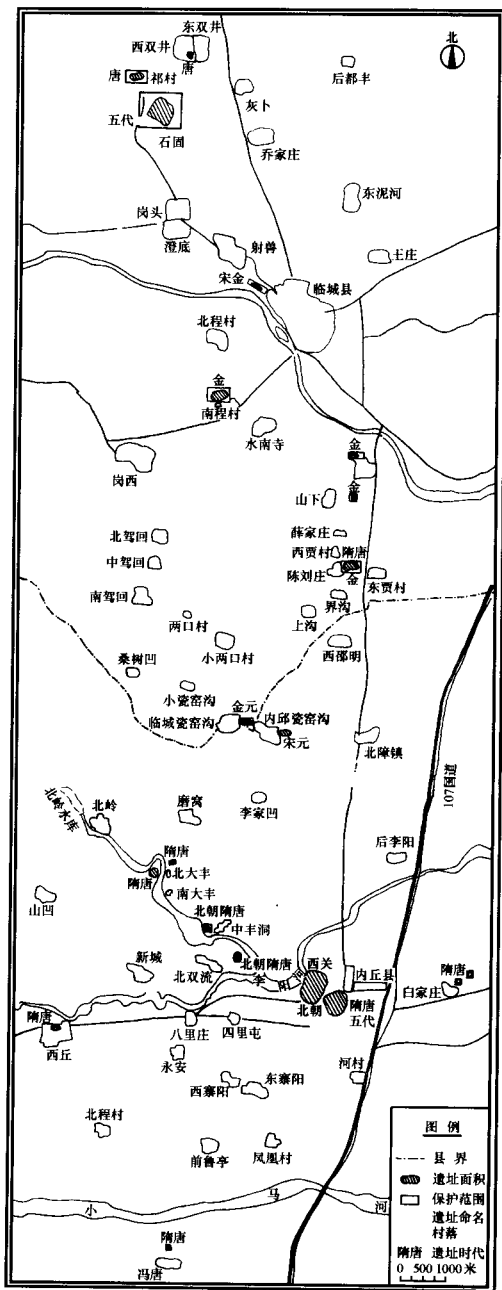 东双井
西双井
唐
北
后都丰
唐
祁村
灰卜
五代
石固
乔家庄
东泥河
岗头
澄底
射兽
王庄
宋金
临城县
北程村
金
南程村
水南寺
岗西
金
金
山下
北驾回
薛家庄
中驾回
西贾村
隋唐
陈刘庄
金
东贾村
南驾回
界沟
两口村
上沟
小两口村
西邵明
桑树凹
小瓷窑沟
金元
临城瓷窑沟
内邱瓷窑沟
宋元
北障镇
107国道
北岭水库
北岭
磨窝
李家凹
后李阳
隋唐
隋唐
北大丰
南大丰
山凹
北朝隋唐
中丰洞
新城
北双流
北朝隋唐
李阳河
西关
内丘县
隋唐
白家庄
北朝
隋唐
五代
隋唐
西丘
八里庄
四里屯
永安
河村
西寨阳
东寨阳
北程村
前鲁亭
凤凰村
小马河
隋唐
冯唐
图例
县界
遗址面积
保护范围
遗址命名
村落
隋唐 遗址时代
0 500 1000米